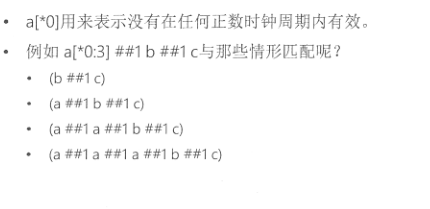 • a[*0]用来表示没有在任何正数时钟周期内有效。
• 例如 a[*0:3] ##1 b ##1 c与那些情形匹配呢？
• (b ##1 c)
• (a ##1 b ##1 c)
• (a ##1 a ##1 b ##1 c)
• (a ##1 a ##1 a ##1 b ##1 c)